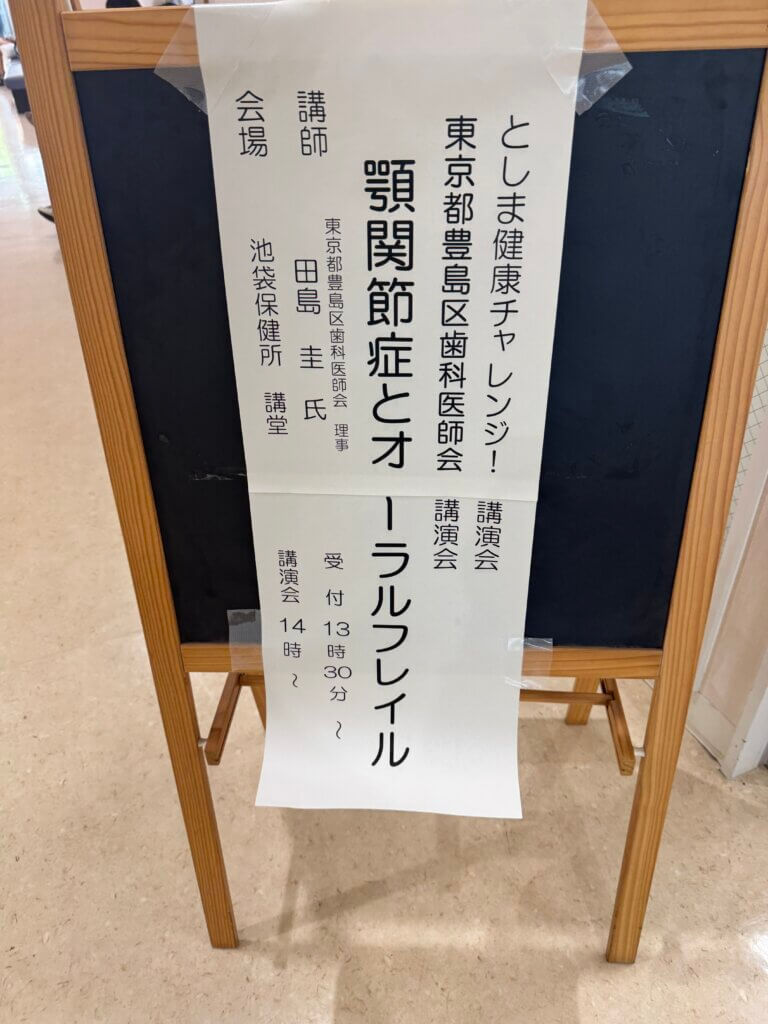 としま健康チャレンジ! 講演会
東京都豊島区歯科医師会 講演会
顎関節症とオーラルフレイル
東京都豊島区歯科医師会 理事
講師 田島 圭 氏
会場 池袋保健所 講堂
受付 13時30分 ~
講演会 14時 ~